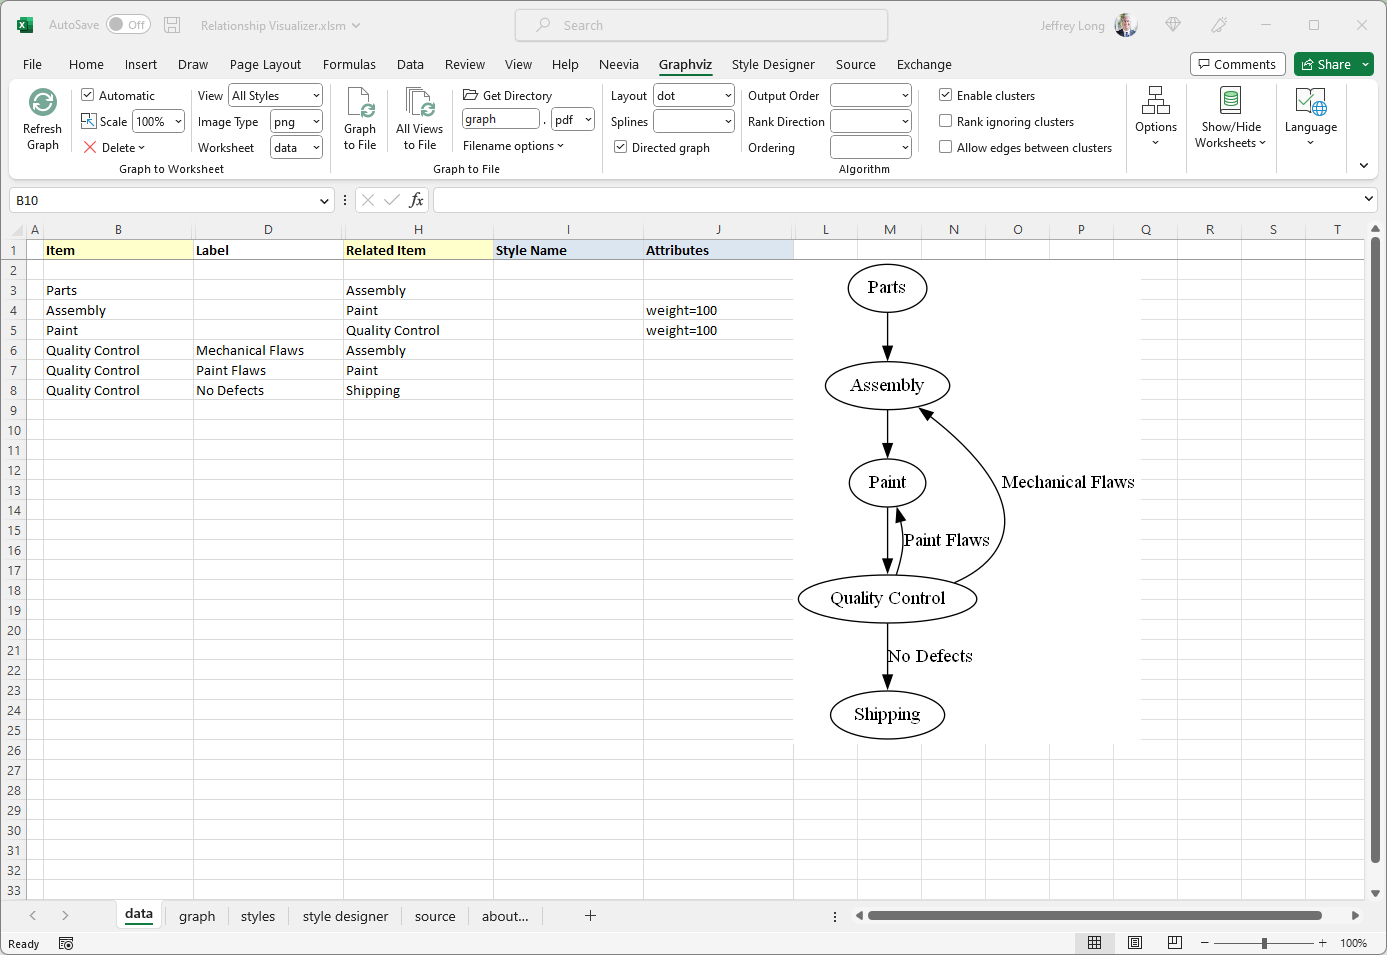 AutoSave Off Relationship Visualizer.xlsm Search Jeffrey Long
File Home Insert Draw Page Layout Formulas Data Review View Help Neevia Graphviz Style Designer Source Exchange Comments Share
Refresh Graph
Automatic
Scale 100%
Delete
View All Styles
Image Type png
Worksheet data
Graph to Worksheet
Graph to File
All Views to File
Get Directory
graph . pdf
Filename options
Graph to File
Layout dot
Splines
Directed graph
Output Order
Rank Direction
Ordering
Enable clusters
Rank ignoring clusters
Allow edges between clusters
Algorithm
Options
Show/Hide Worksheets
Language
B10 fx
A B D H I J L M N O P Q R S T
1 Item Label Related Item Style Name Attributes
2
3 Parts Assembly
4 Assembly Paint weight=100
5 Paint Quality Control weight=100
6 Quality Control Mechanical Flaws Assembly
7 Quality Control Paint Flaws Paint
8 Quality Control No Defects Shipping
9
10
11
12
13
14
15
16
17
18
19
20
21
22
23
24
25
26
27
28
29
30
31
32
33
Parts
Assembly
Paint
Mechanical Flaws
Paint Flaws
Quality Control
No Defects
Shipping
data graph styles style designer source about...
Ready 100%